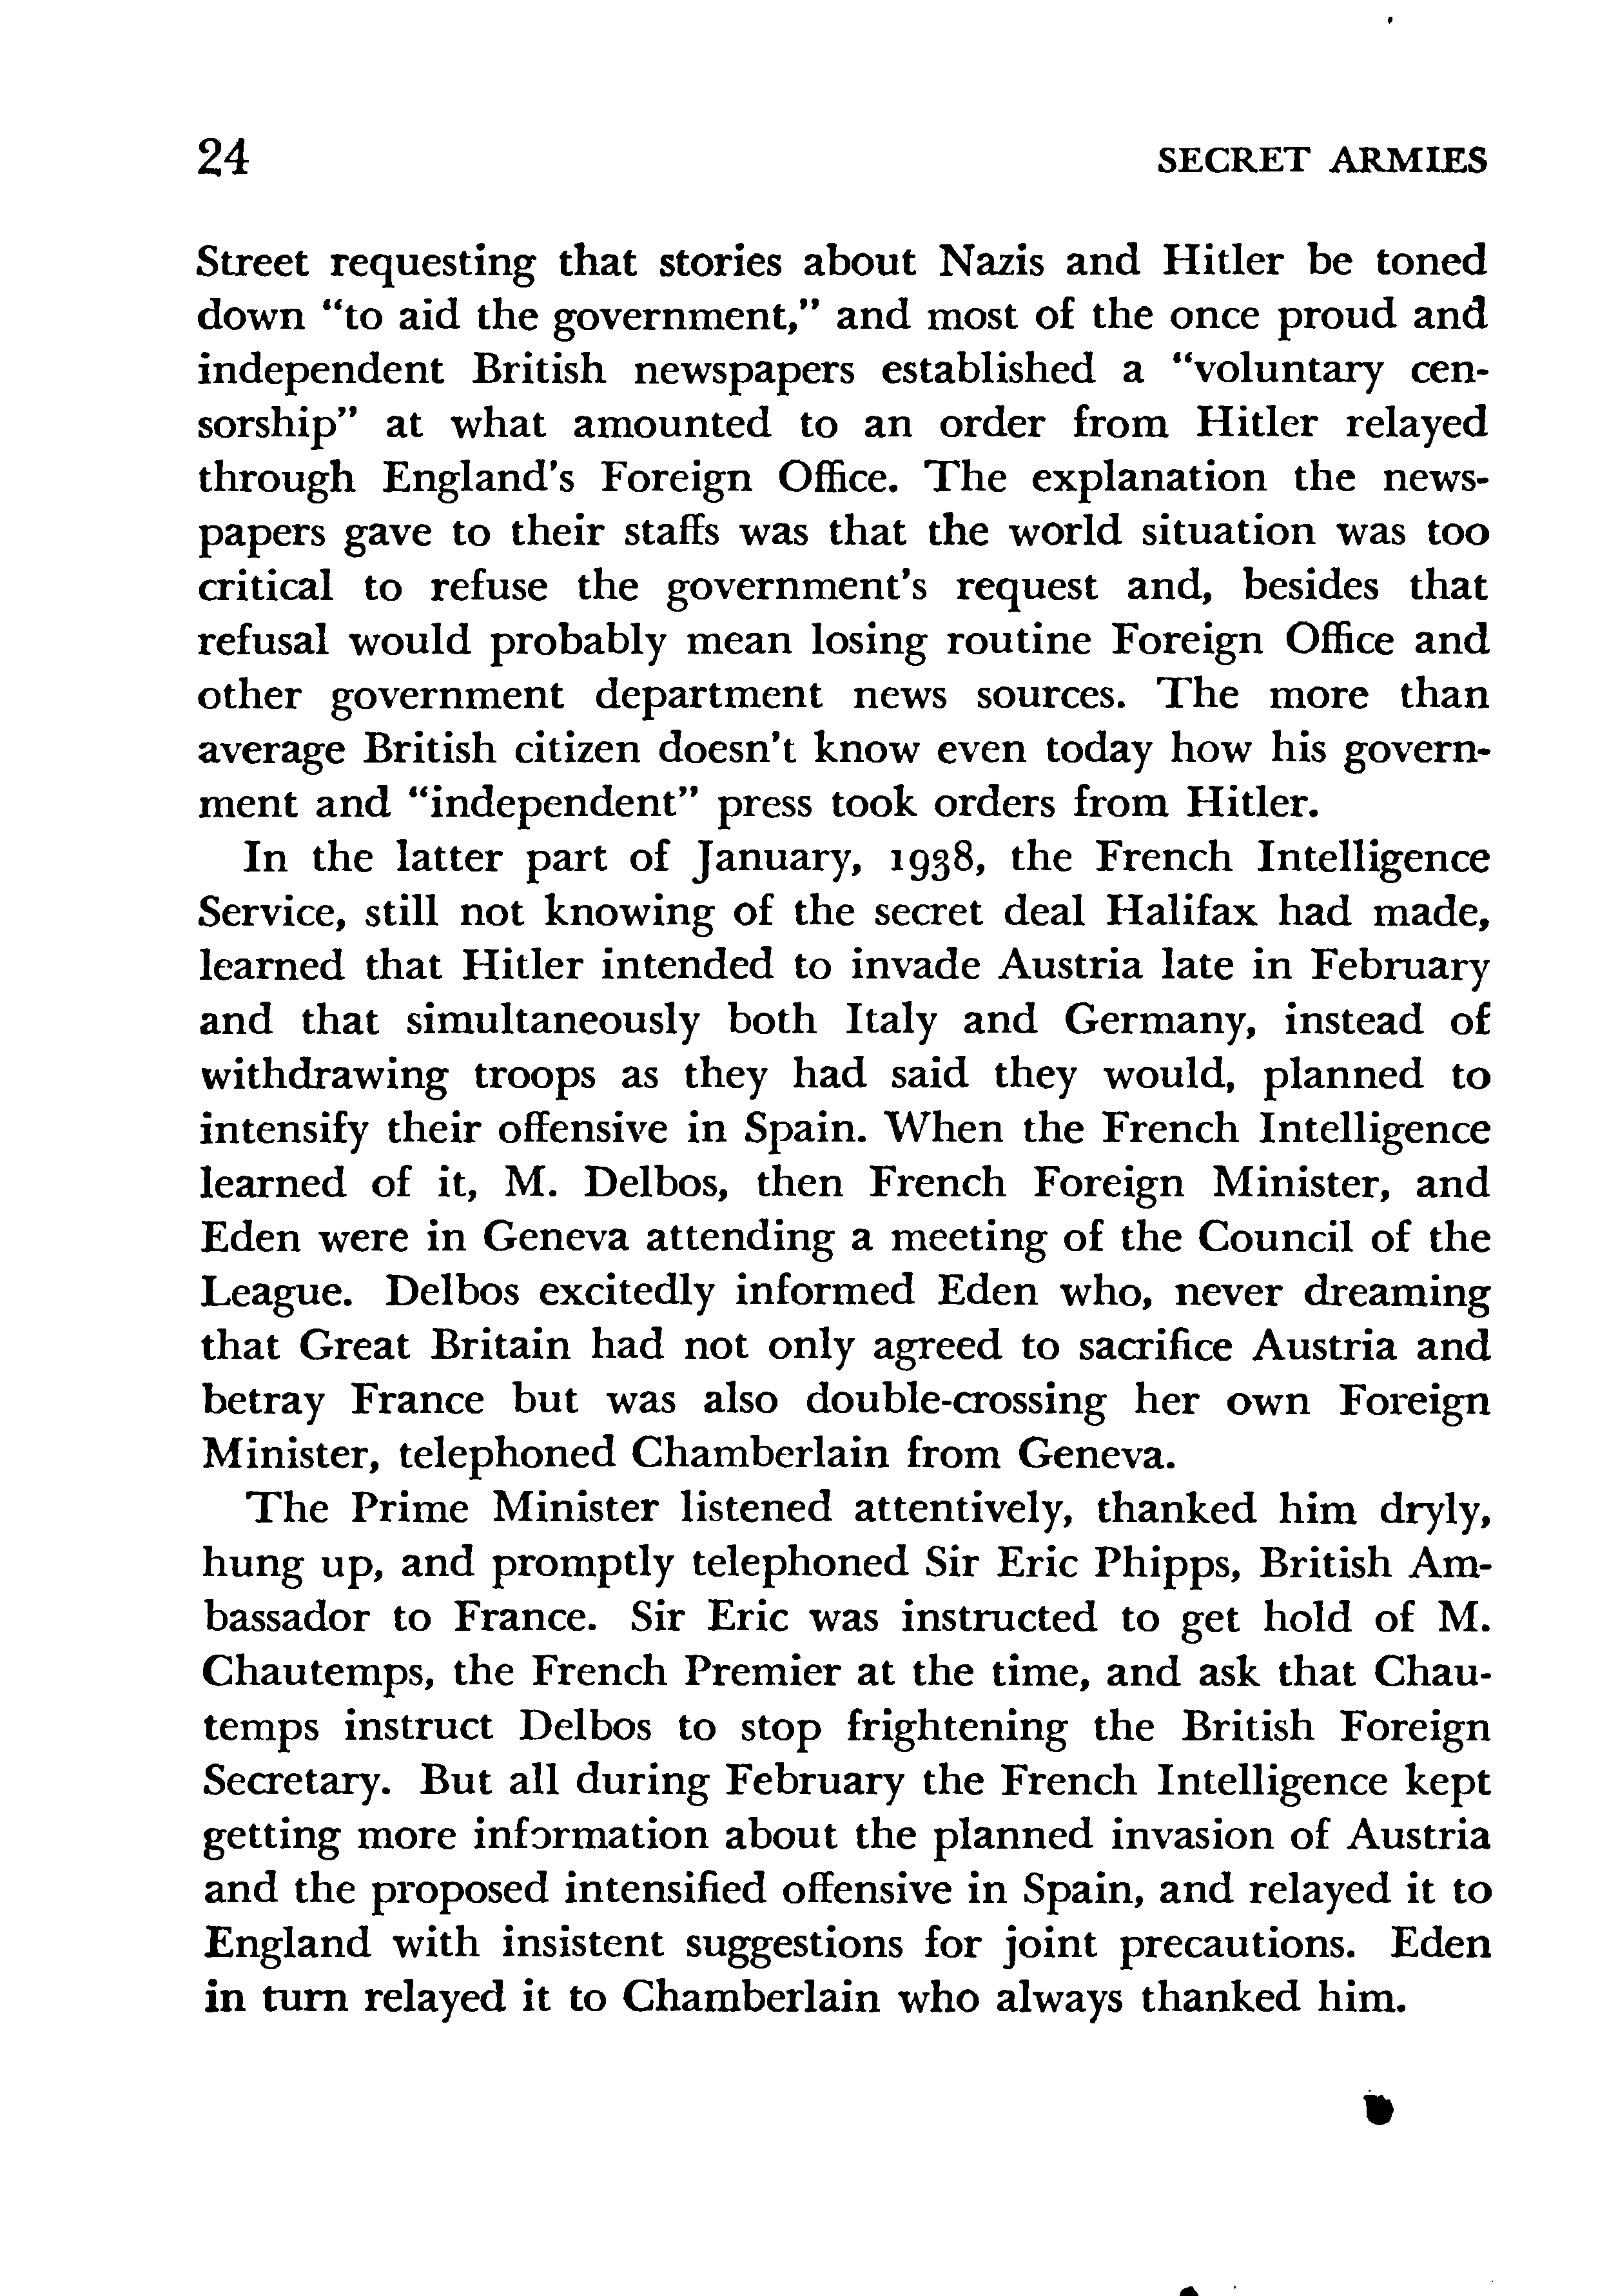 24 SECRET ARMIES
Street requesting that stories about Nazis and Hitler be toned
down “to aid the government,” and most of the once proud and
independent British newspapers established a “voluntary cen-
sorship” at what amounted to an order from Hitler relayed
through England's Foreign Office. The explanation the news-
papers gave to their staffs was that the world situation was too
critical to refuse the government's request and, besides that
refusal would probably mean losing routine Foreign Office and
other government department news sources. The more than
average British citizen doesn't know even today how his govern-
ment and “independent” press took orders from Hitler.
In the latter part of January, 1938, the French Intelligence
Service, still not knowing of the secret deal Halifax had made,
learned that Hitler intended to invade Austria late in February
and that simultaneously both Italy and Germany, instead of
withdrawing troops as they had said they would, planned to
intensify their offensive in Spain. When the French Intelligence
learned of it, M. Delbos, then French Foreign Minister, and
Eden were in Geneva attending a meeting of the Council of the
League. Delbos excitedly informed Eden who, never dreaming
that Great Britain had not only agreed to sacrifice Austria and
betray France but was also double-crossing her own Foreign
Minister, telephoned Chamberlain from Geneva.
The Prime Minister listened attentively, thanked him dryly,
hung up, and promptly telephoned Sir Eric Phipps, British Am-
bassador to France. Sir Eric was instructed to get hold of M.
Chautemps, the French Premier at the time, and ask that Chau-
temps instruct Delbos to stop frightening the British Foreign
Secretary. But all during February the French Intelligence kept
getting more information about the planned invasion of Austria
and the proposed intensified offensive in Spain, and relayed it to
England with insistent suggestions for joint precautions. Eden
in turn relayed it to Chamberlain who always thanked him.